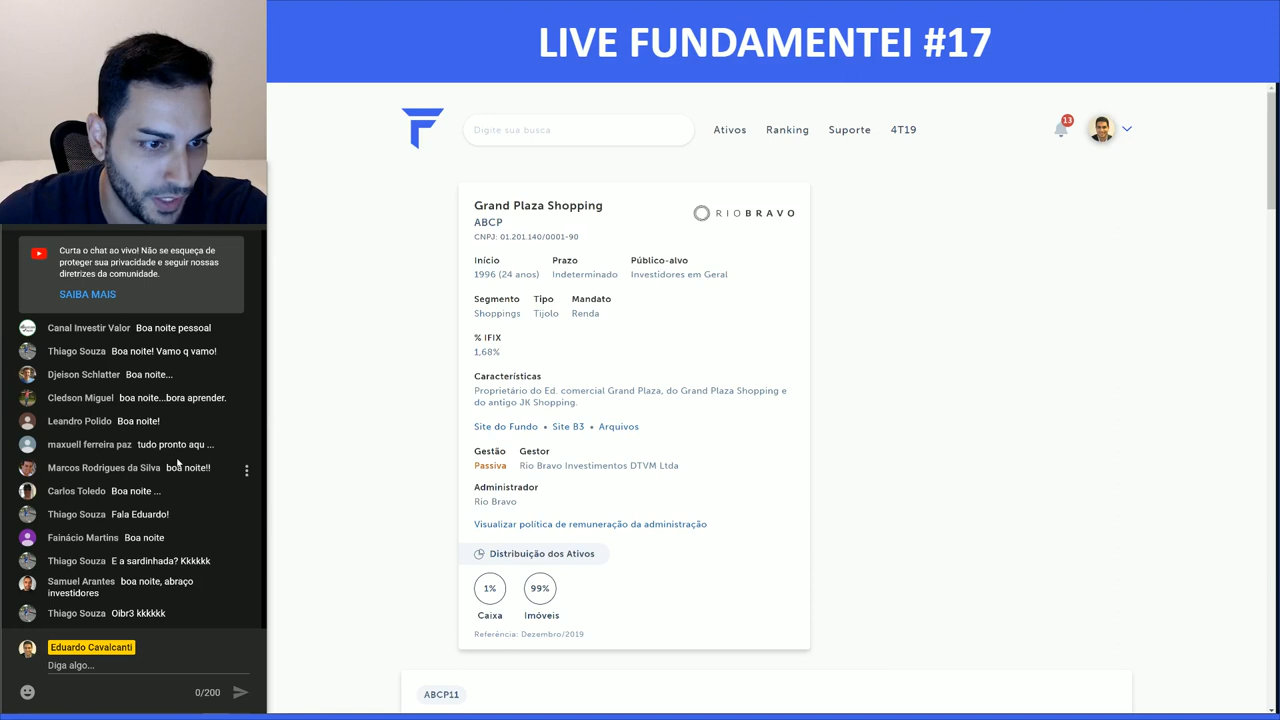 LIVE FUNDAMENTEI #17
Digite sua busca
Ativos
Ranking
Suporte
4T19
13
Grand Plaza Shopping
ABCP
CNPJ: 01.201.140/0001-90
RIOBRAVO
Início
Prazo
Público-alvo
1996 (24 anos)
Indeterminado
Investidores em Geral
Segmento
Tipo
Mandato
Shoppings
Tijolo
Renda
% IFIX
1,68%
Características
Proprietário do Ed. comercial Grand Plaza, do Grand Plaza Shopping e
do antigo JK Shopping.
Site do Fundo • Site B3 • Arquivos
Gestão
Gestor
Passiva
Rio Bravo Investimentos DTVM Ltda
Administrador
Rio Bravo
Visualizar política de remuneração da administração
Distribuição dos Ativos
1%
99%
Caixa
Imóveis
Referência: Dezembro/2019
ABCP11
Curta o chat ao vivo! Não se esqueça de
proteger sua privacidade e seguir nossas
diretrizes da comunidade.
SAIBA MAIS
Canal Investir Valor Boa noite pessoal
Thiago Souza Boa noite! Vamo q vamo!
Djeison Schlatter Boa noite...
Cledson Miguel boa noite...bora aprender.
Leandro Polido Boa noite!
maxuell ferreira paz tudo pronto aqu ...
Marcos Rodrigues da Silva boa noite!!
Carlos Toledo Boa noite ...
Thiago Souza Fala Eduardo!
Fainácio Martins Boa noite
Thiago Souza E a sardinhada? Kkkkkk
Samuel Arantes boa noite, abraço
investidores
Thiago Souza Oibr3 kkkkkk
Eduardo Cavalcanti
Diga algo...
0/200